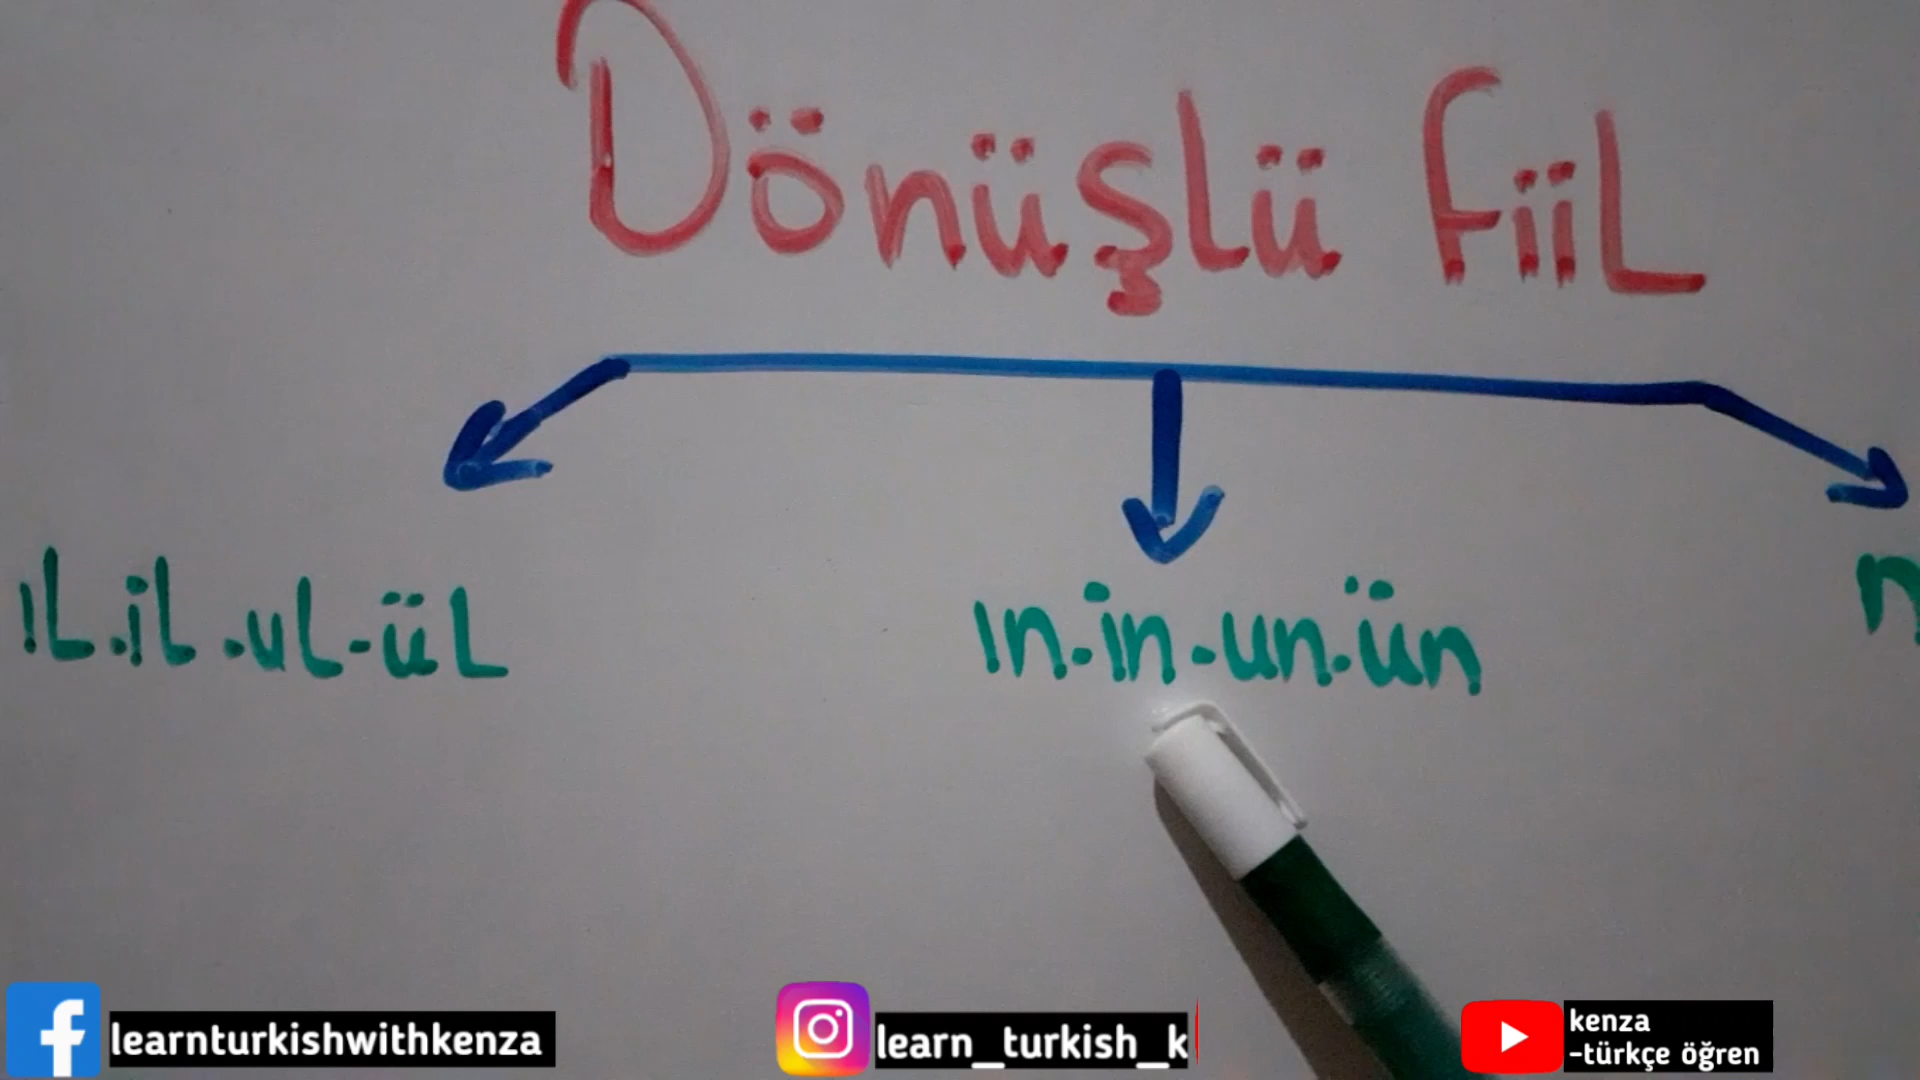 Dönüşlü fiil
ıl.il.ul-ül
ın.in.un.ün
n
learnturkishwithkenza
learn_turkish_k
kenza
-türkçe öğren